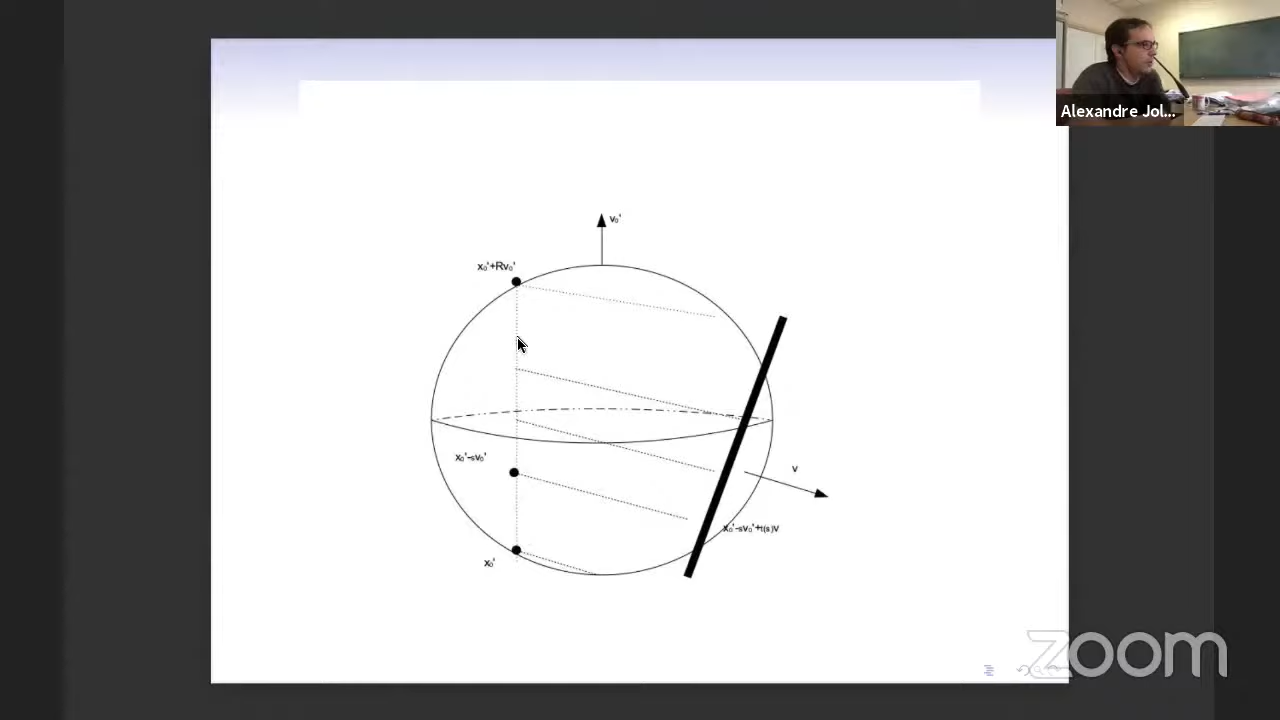 Alexandre Jol...
v₀'
x₀'+Rv₀'
x₀'-sv₀'
v
x₀'-sv₀'+t(s)v
x₀'
zoom